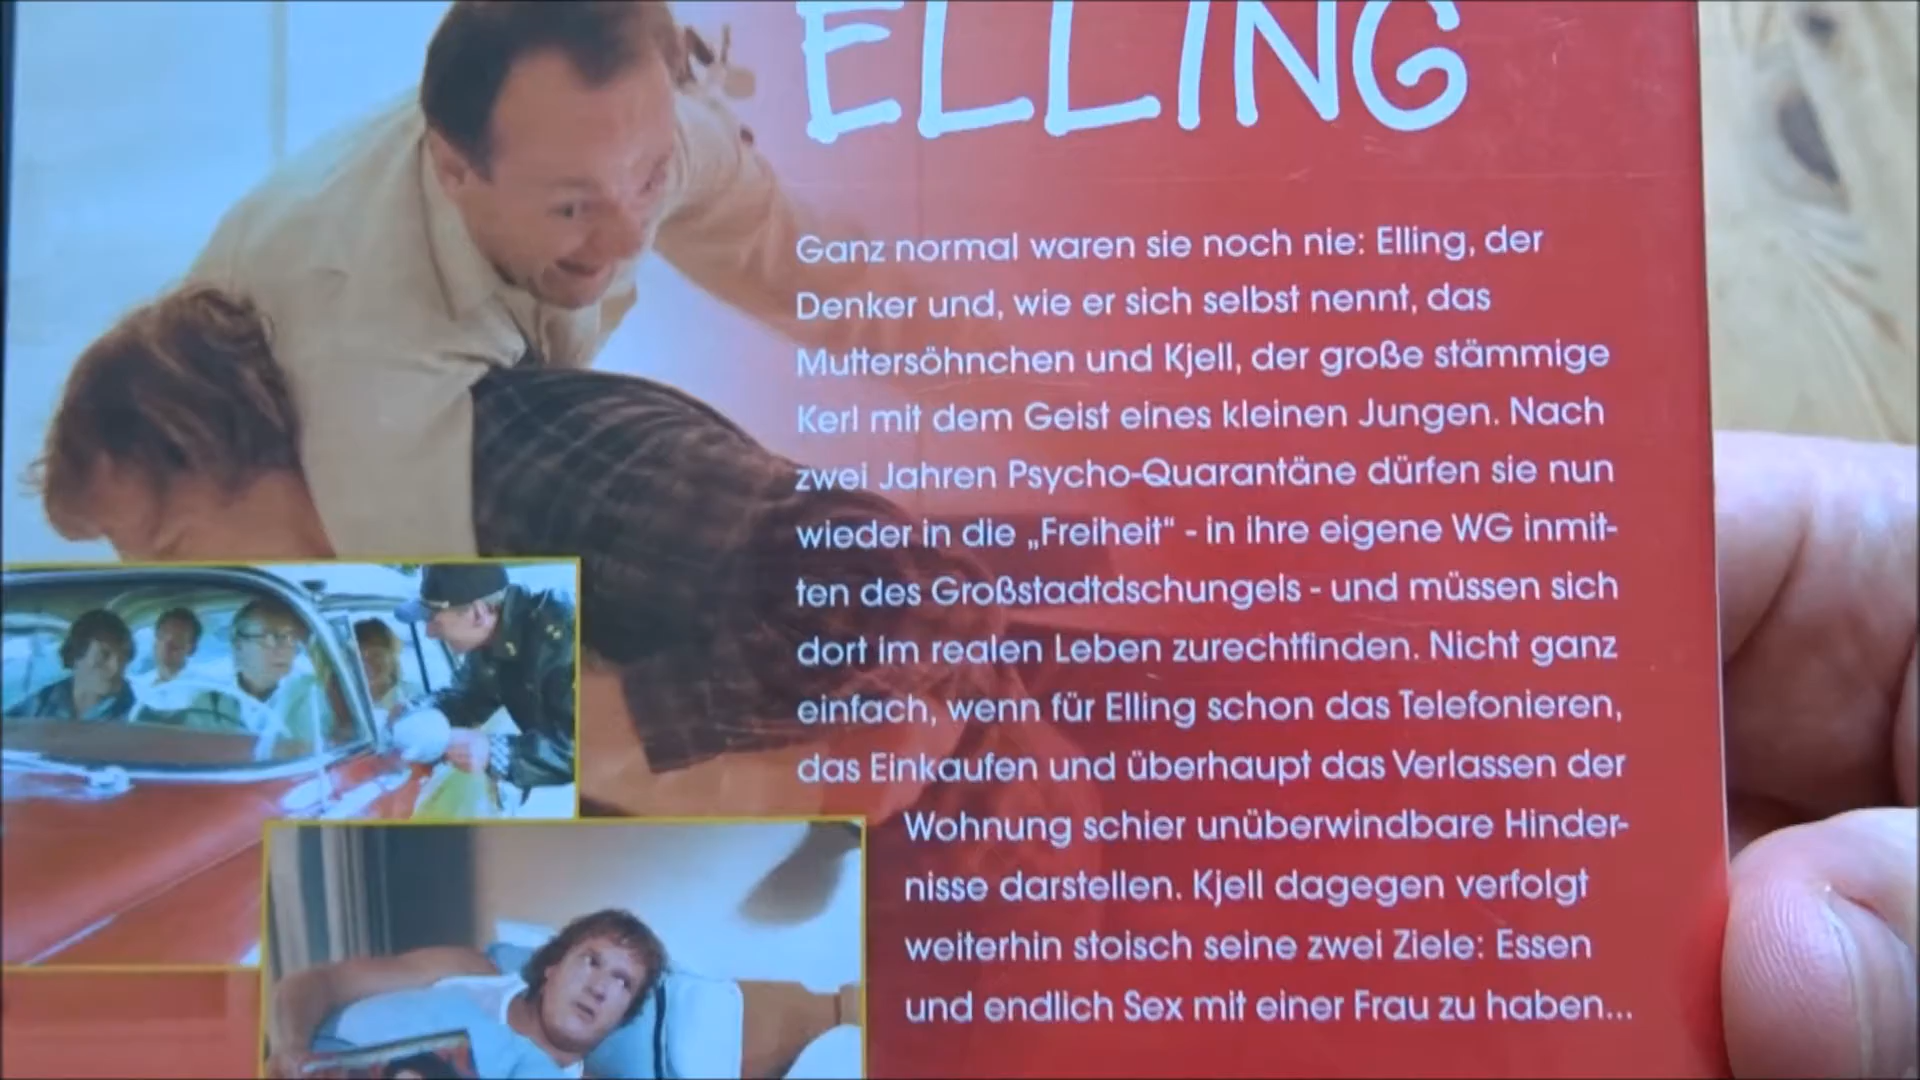 ELLING
Ganz normal waren sie noch nie: Elling, der
Denker und, wie er sich selbst nennt, das
Muttersöhnchen und Kjell, der große stämmige
Kerl mit dem Geist eines kleinen Jungen. Nach
zwei Jahren Psycho-Quarantäne dürfen sie nun
wieder in die „Freiheit“ - in ihre eigene WG inmit-
ten des Großstadtdschungels - und müssen sich
dort im realen Leben zurechtfinden. Nicht ganz
einfach, wenn für Elling schon das Telefonieren,
das Einkaufen und überhaupt das Verlassen der
Wohnung schier unüberwindbare Hinder-
nisse darstellen. Kjell dagegen verfolgt
weiterhin stoisch seine zwei Ziele: Essen
und endlich Sex mit einer Frau zu haben...